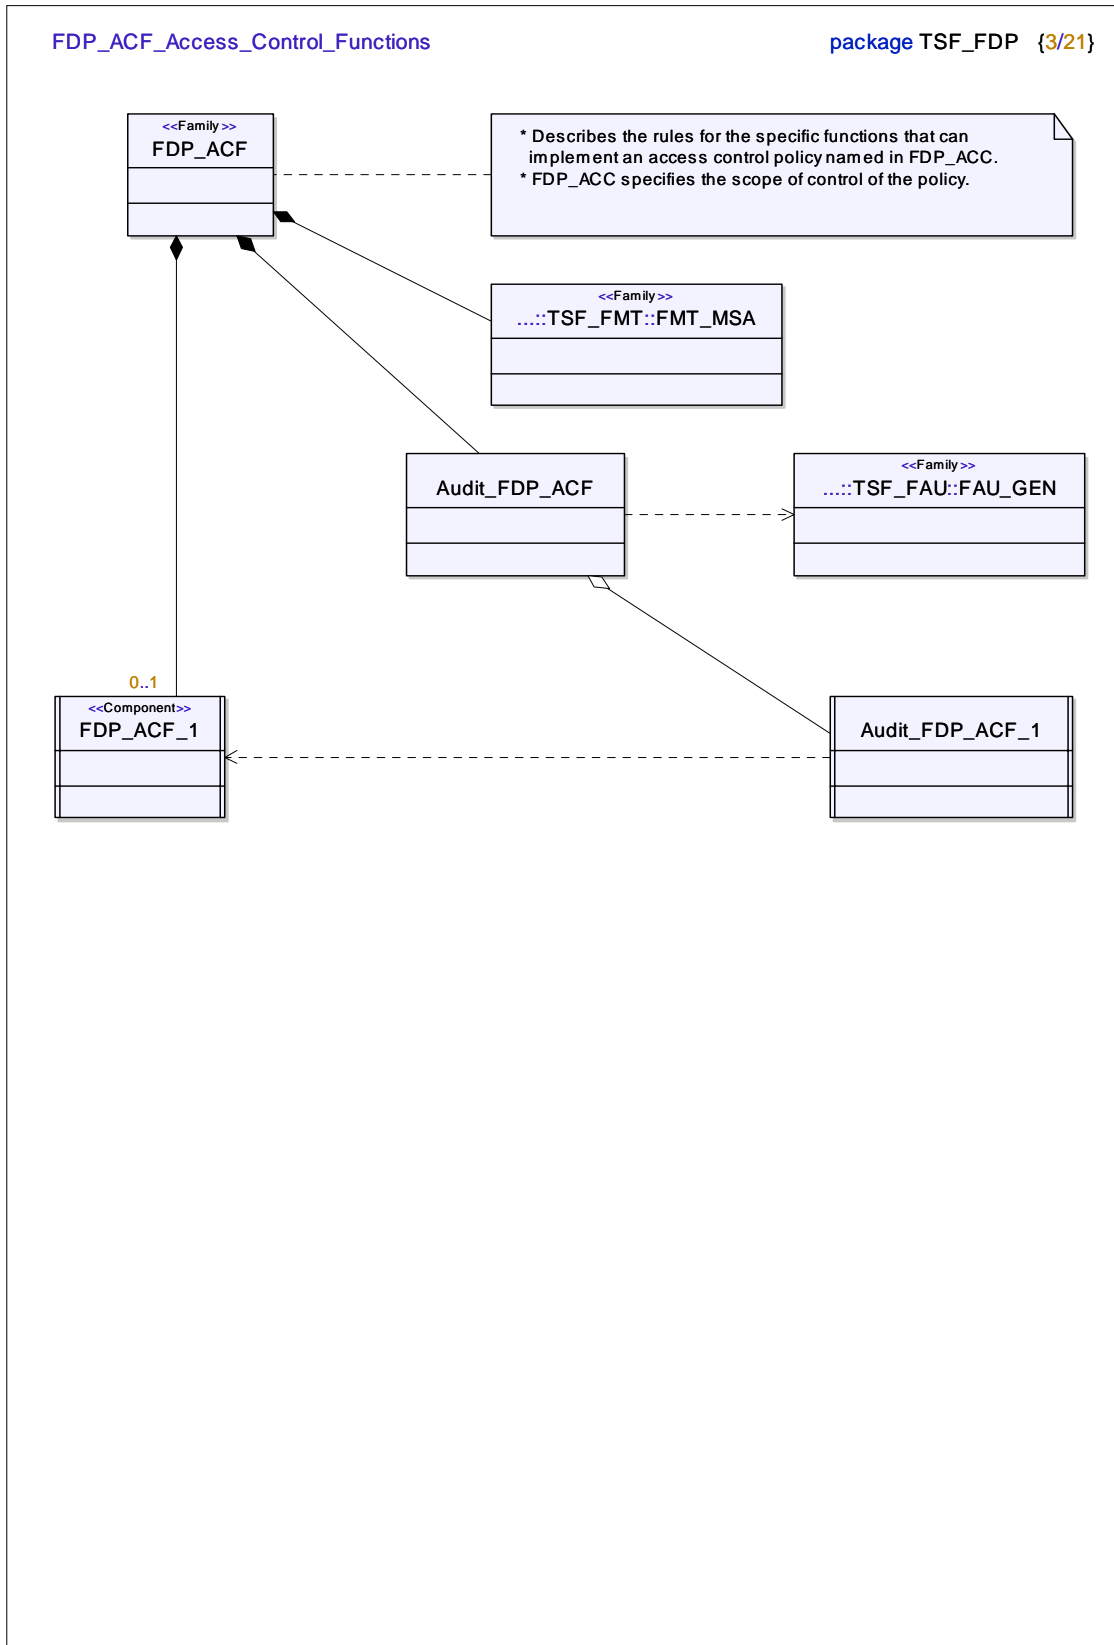 FDP_ACF_Access_Control_Functions
package TSF_FDP {3/21}
<<Family>>
FDP_ACF
* Describes the rules for the specific functions that can
implement an access control policy named in FDP_ACC.
* FDP_ACC specifies the scope of control of the policy.
<<Family>>
...::TSF_FMT::FMT_MSA
Audit_FDP_ACF
<<Family>>
...::TSF_FAU::FAU_GEN
0..1
<<Component>>
FDP_ACF_1
Audit_FDP_ACF_1